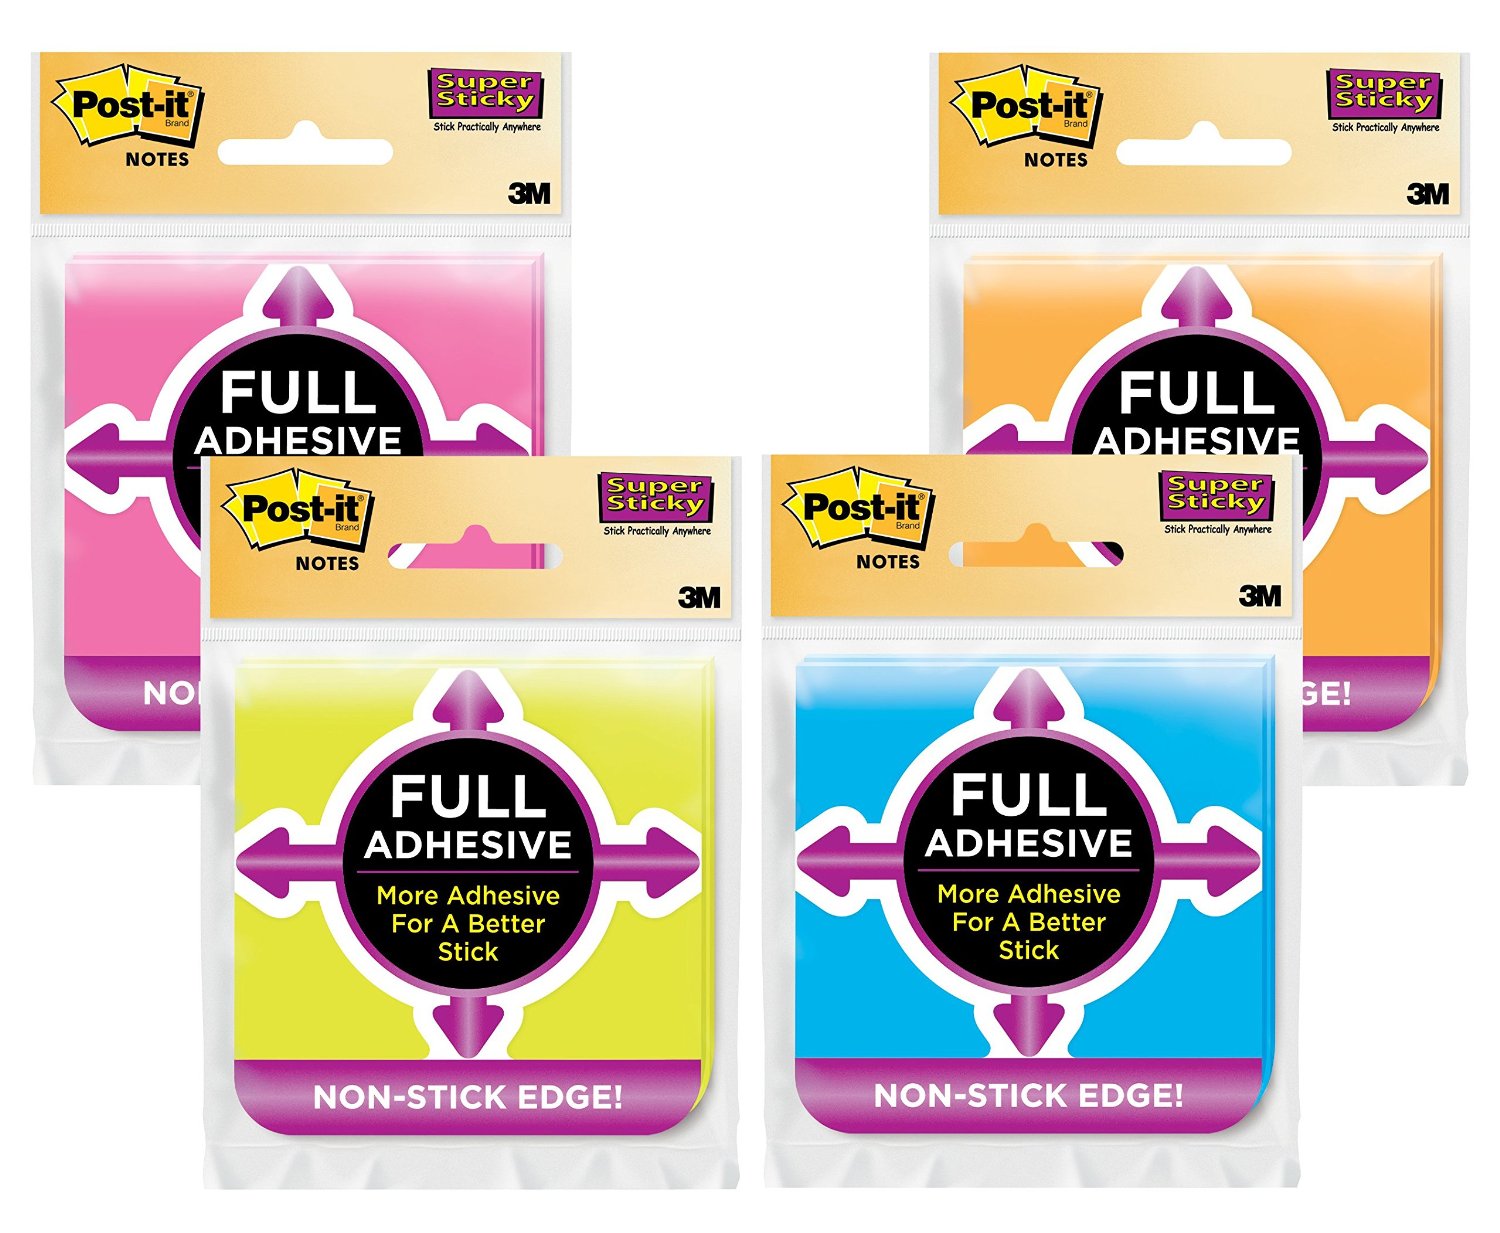 Post-it®
Brand
NOTES
Super
Sticky
Stick Practically Anywhere
3M
FULL
ADHESIVE
NO
Post-it®
Brand
NOTES
Super
Sticky
Stick Practically Anywhere
3M
FULL
ADHESIVE
GE!
Post-it®
Brand
NOTES
Super
Sticky
Stick Practically Anywhere
3M
FULL
ADHESIVE
More Adhesive
For A Better
Stick
NON-STICK EDGE!
Post-it®
Brand
NOTES
Super
Sticky
Stick Practically Anywhere
3M
FULL
ADHESIVE
More Adhesive
For A Better
Stick
NON-STICK EDGE!